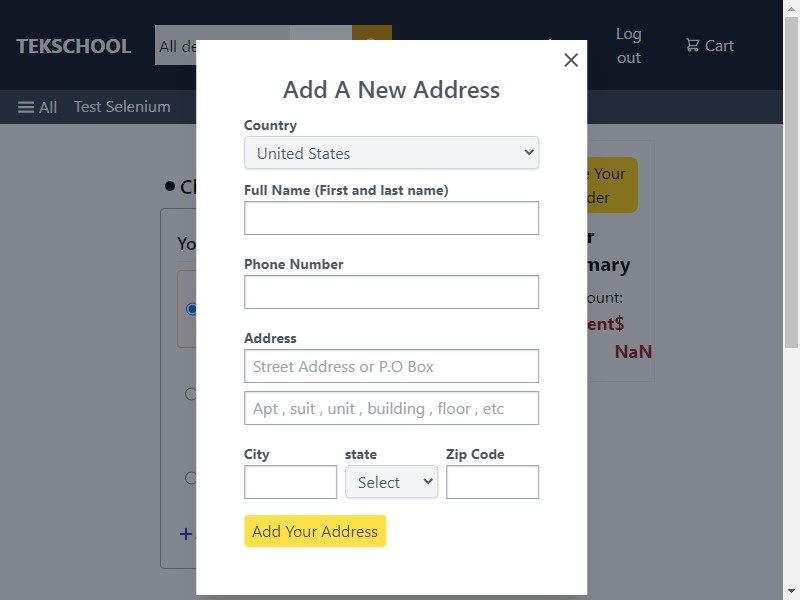 TEKSCHOOL
All de
Log
out
Cart
All
Test Selenium
Add A New Address
Country
United States
Full Name (First and last name)
Phone Number
Address
Street Address or P.O Box
Apt , suit , unit , building , floor , etc
City
state
Zip Code
Select
Add Your Address
Yo
Your
mary
ount:
ent$
NaN